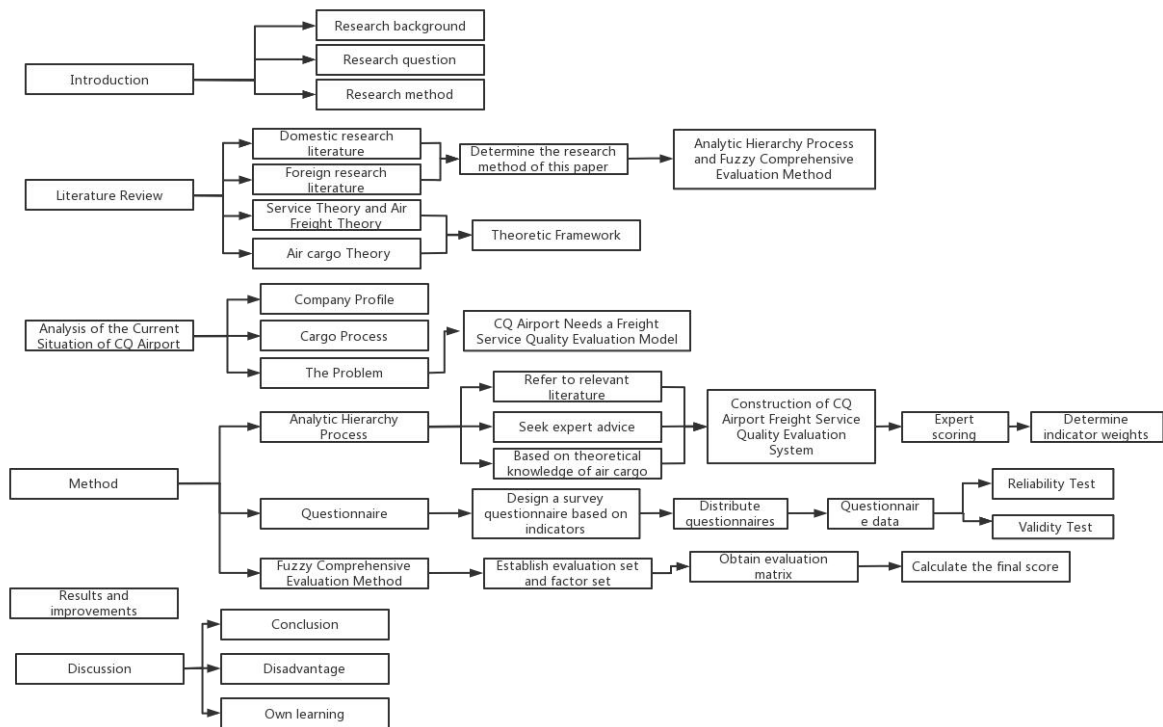 Introduction
Research background
Research question
Research method
Literature Review
Domestic research
literature
Foreign research
literature
Service Theory and Air
Freight Theory
Air cargo Theory
Determine the research
method of this paper
Analytic Hierarchy Process
and Fuzzy Comprehensive
Evaluation Method
Theoretic Framework
Analysis of the Current
Situation of CQ Airport
Company Profile
Cargo Process
The Problem
CQ Airport Needs a Freight
Service Quality Evaluation Model
Method
Analytic Hierarchy
Process
Refer to relevant
literature
Seek expert advice
Based on theoretical
knowledge of air cargo
Construction of CQ
Airport Freight Service
Quality Evaluation
System
Expert
scoring
Determine
indicator weights
Questionnaire
Design a survey
questionnaire based on
indicators
Distribute
questionnaires
Questionnair
e data
Reliability Test
Validity Test
Fuzzy Comprehensive
Evaluation Method
Establish evaluation set
and factor set
Obtain evaluation
matrix
Calculate the final score
Results and
improvements
Discussion
Conclusion
Disadvantage
Own learning